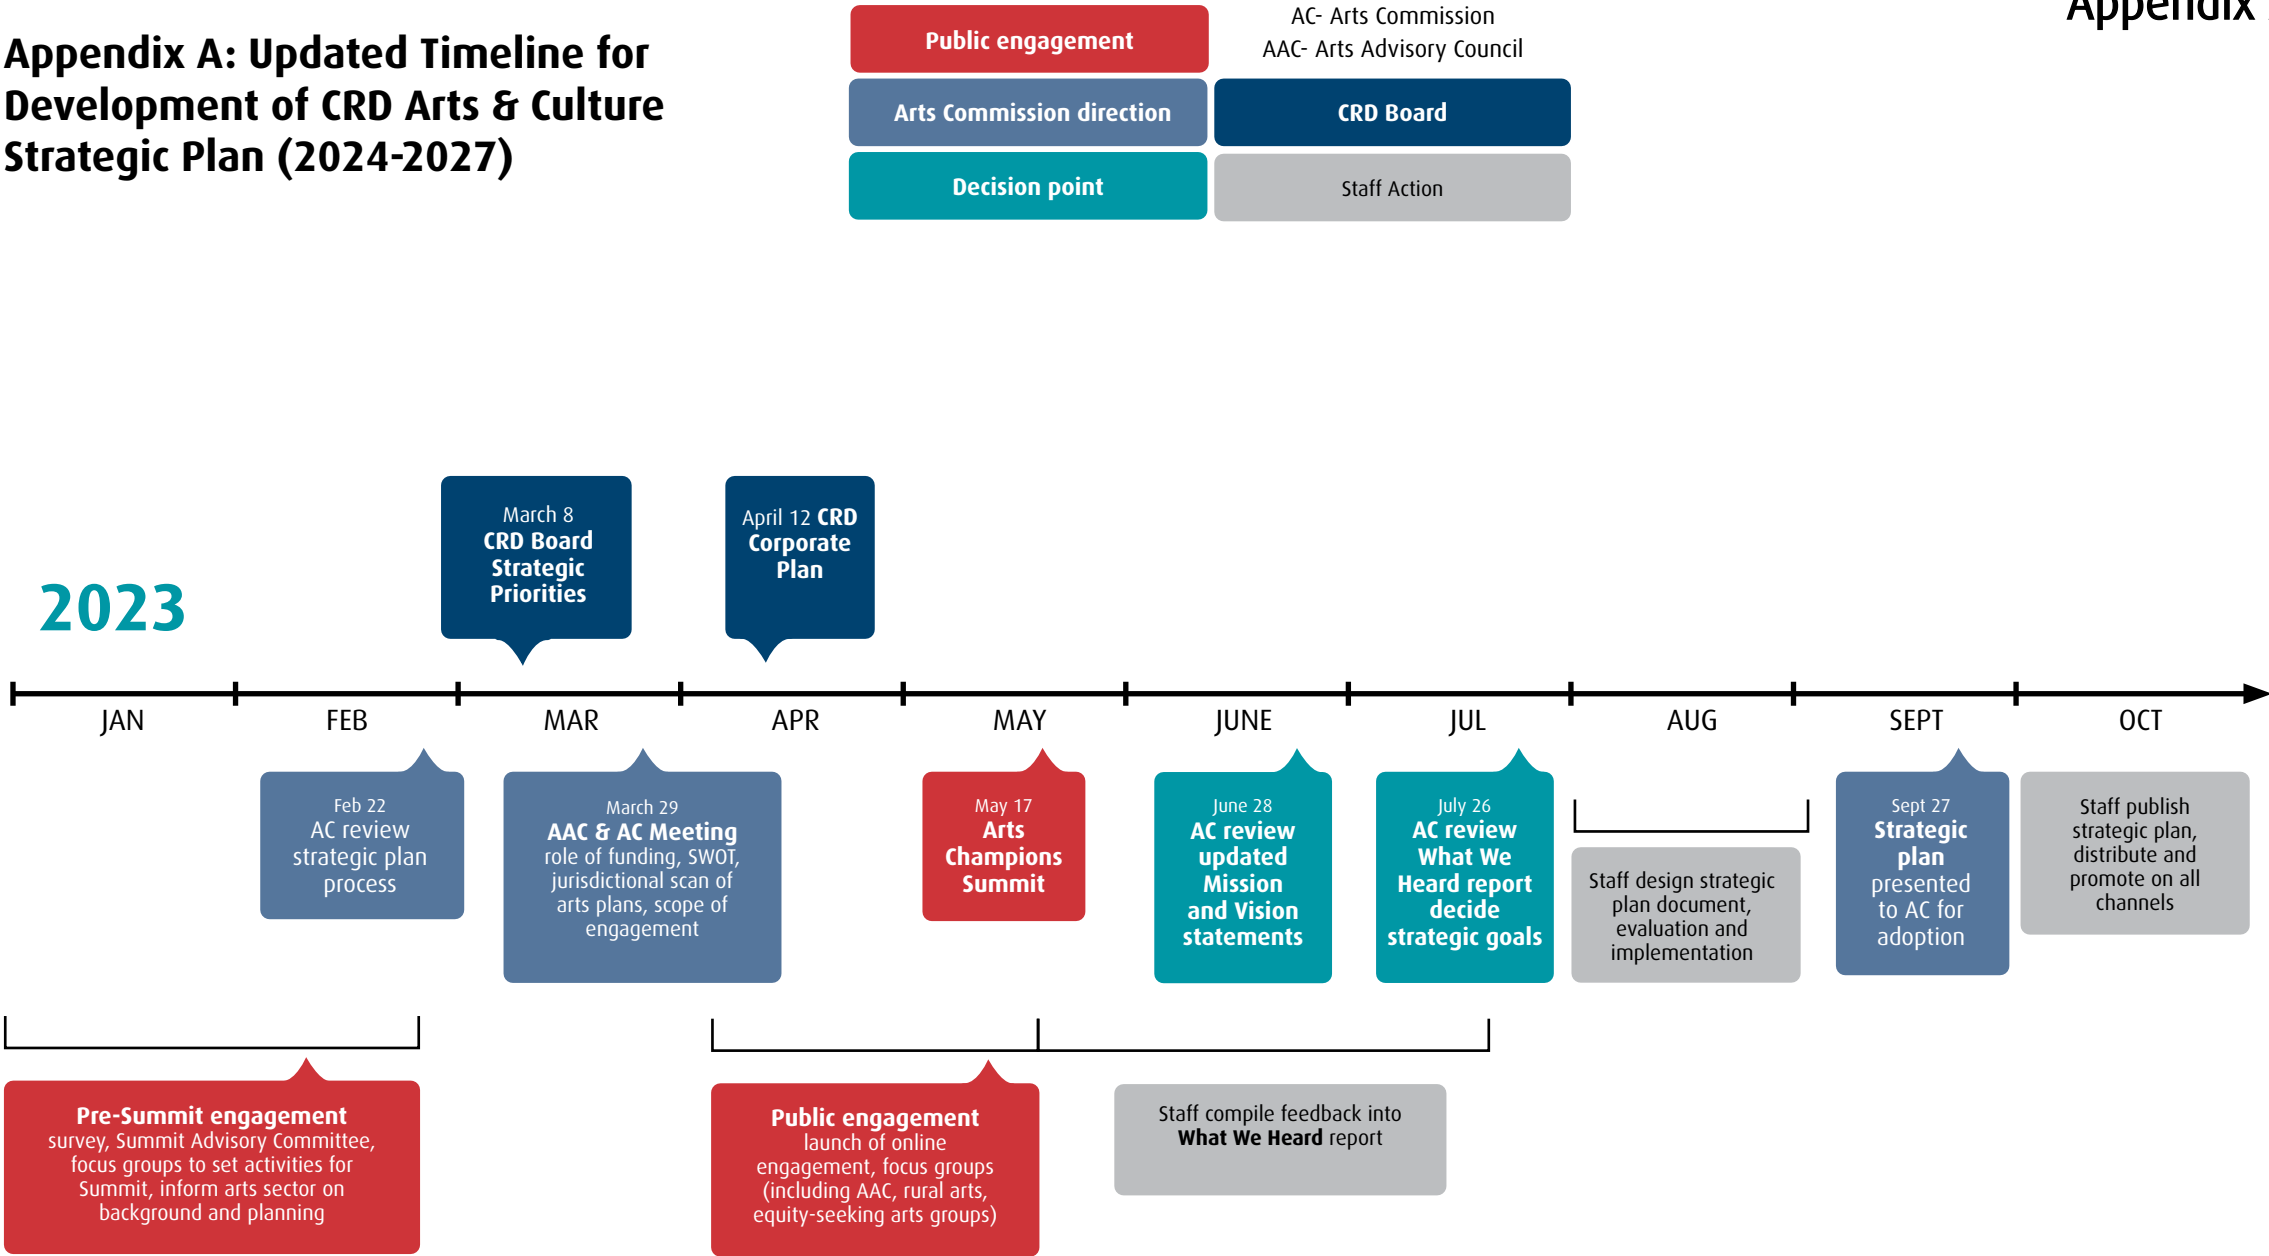 Appendix
Appendix A: Updated Timeline for
Development of CRD Arts & Culture
Strategic Plan (2024-2027)
Public engagement
AC- Arts Commission
AAC- Arts Advisory Council
Arts Commission direction
CRD Board
Decision point
Staff Action
March 8
CRD Board
Strategic
Priorities
April 12 CRD
Corporate
Plan
2023
JAN
FEB
MAR
APR
MAY
JUNE
JUL
AUG
SEPT
OCT
Feb 22
AC review
strategic plan
process
March 29
AAC & AC Meeting
role of funding, SWOT,
jurisdictional scan of
arts plans, scope of
engagement
May 17
Arts
Champions
Summit
June 28
AC review
updated
Mission
and Vision
statements
July 26
AC review
What We
Heard report
decide
strategic goals
Staff design strategic
plan document,
evaluation and
implementation
Sept 27
Strategic
plan
presented
to AC for
adoption
Staff publish
strategic plan,
distribute and
promote on all
channels
Pre-Summit engagement
survey, Summit Advisory Committee,
focus groups to set activities for
Summit, inform arts sector on
background and planning
Public engagement
launch of online
engagement, focus groups
(including AAC, rural arts,
equity-seeking arts groups)
Staff compile feedback into
What We Heard report